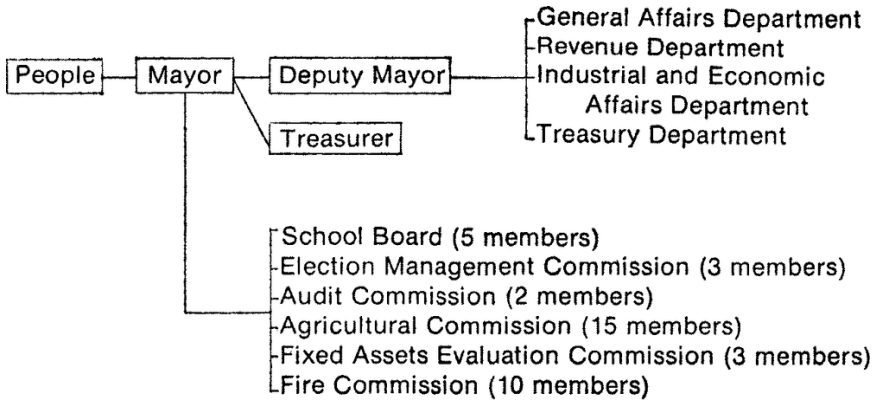 General Affairs Department
Revenue Department
People
Mayor
Deputy Mayor
Industrial and Economic
Affairs Department
Treasurer
Treasury Department
School Board (5 members)
Election Management Commission (3 members)
Audit Commission (2 members)
Agricultural Commission (15 members)
Fixed Assets Evaluation Commission (3 members)
Fire Commission (10 members)